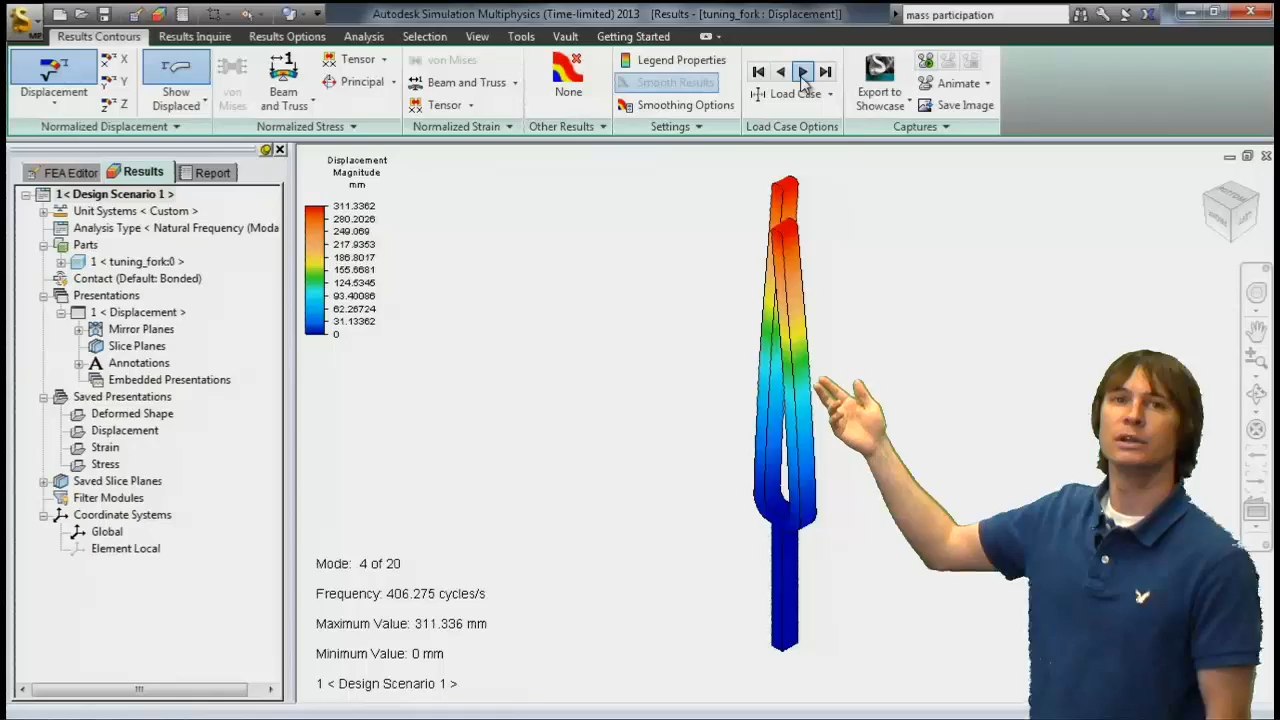 Autodesk Simulation Multiphysics (Time-limited) 2013 [Results - [tuning_fork : Displacement]]
mass participation
MP
Results Contours Results Inquire Results Options Analysis Selection View Tools Vault Getting Started
Displacement
X
Y
Z
Show Displaced
von Mises
Beam and Truss
Tensor
Principal
von Mises
Beam and Truss
Tensor
None
Legend Properties
Smooth Results
Smoothing Options
Load Case
Export to Showcase
Animate
Save Image
Normalized Displacement Normalized Stress Normalized Strain Other Results Settings Load Case Options Captures
FEA Editor Results Report
1 < Design Scenario 1 >
Unit Systems < Custom >
Analysis Type < Natural Frequency (Moda
Parts
1 < tuning_fork:0 >
Contact (Default: Bonded)
Presentations
1 < Displacement >
Mirror Planes
Slice Planes
Annotations
Embedded Presentations
Saved Presentations
Deformed Shape
Displacement
Strain
Stress
Saved Slice Planes
Filter Modules
Coordinate Systems
Global
Element Local
Displacement
Magnitude
mm
311.3362
280.2026
249.069
217.9353
186.8017
155.6681
124.5345
93.40086
62.26724
31.13362
0
Mode: 4 of 20
Frequency: 406.275 cycles/s
Maximum Value: 311.336 mm
Minimum Value: 0 mm
1 < Design Scenario 1 >